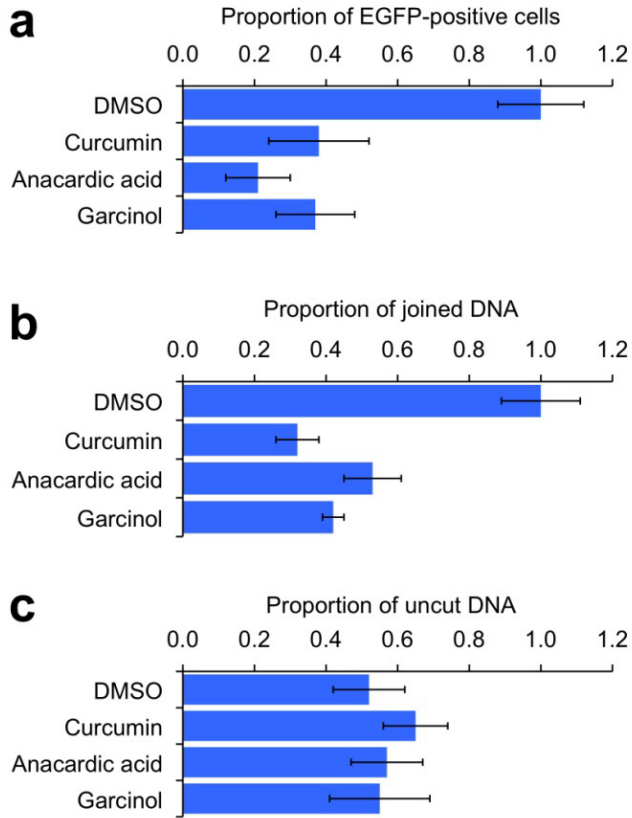 a
Proportion of EGFP-positive cells
0.0 0.2 0.4 0.6 0.8 1.0 1.2
DMSO
Curcumin
Anacardic acid
Garcinol
b
Proportion of joined DNA
0.0 0.2 0.4 0.6 0.8 1.0 1.2
DMSO
Curcumin
Anacardic acid
Garcinol
c
Proportion of uncut DNA
0.0 0.2 0.4 0.6 0.8 1.0 1.2
DMSO
Curcumin
Anacardic acid
Garcinol